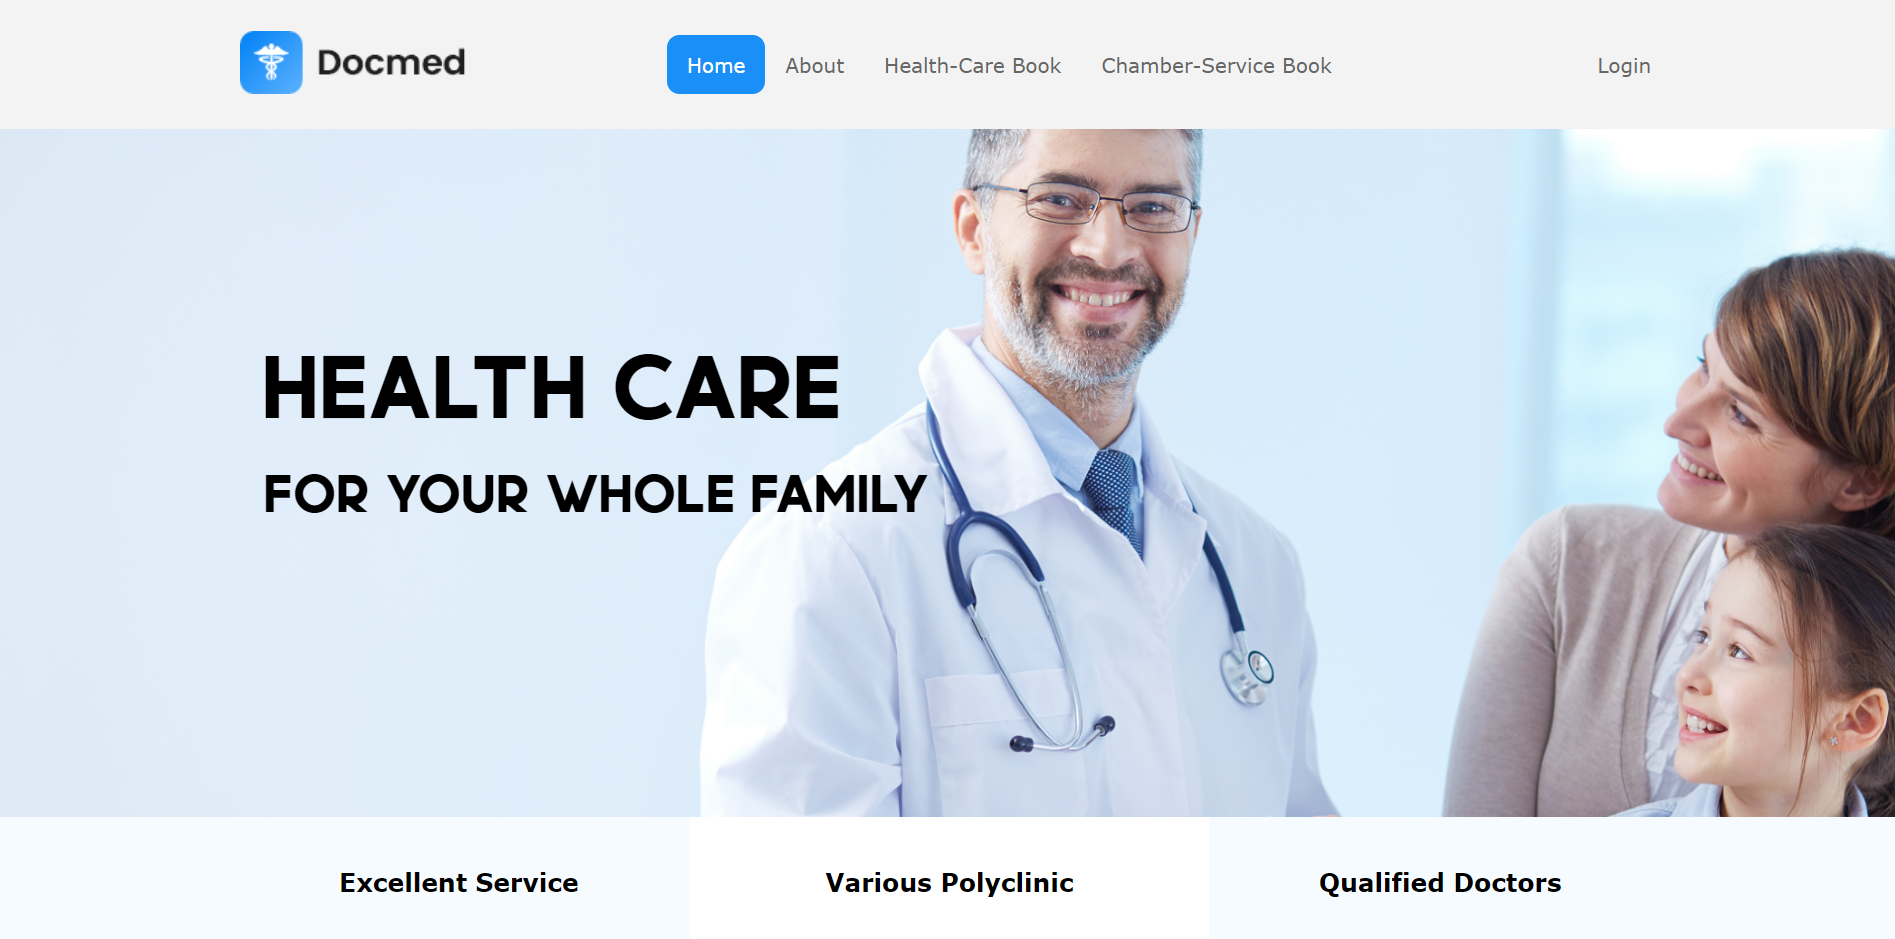 Docmed
Home About Health-Care Book Chamber-Service Book Login
HEALTH CARE
FOR YOUR WHOLE FAMILY
Excellent Service Various Polyclinic Qualified Doctors